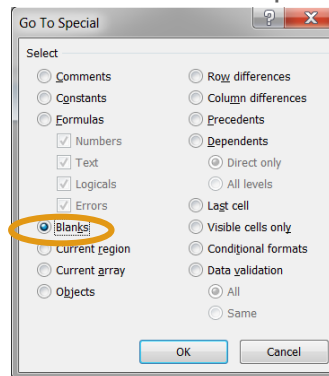 Go To Special
Select
Comments
Constants
Formulas
Numbers
Text
Logicals
Errors
Blanks
Current region
Current array
Objects
Row differences
Column differences
Precedents
Dependents
Direct only
All levels
Last cell
Visible cells only
Conditional formats
Data validation
All
Same
OK
Cancel